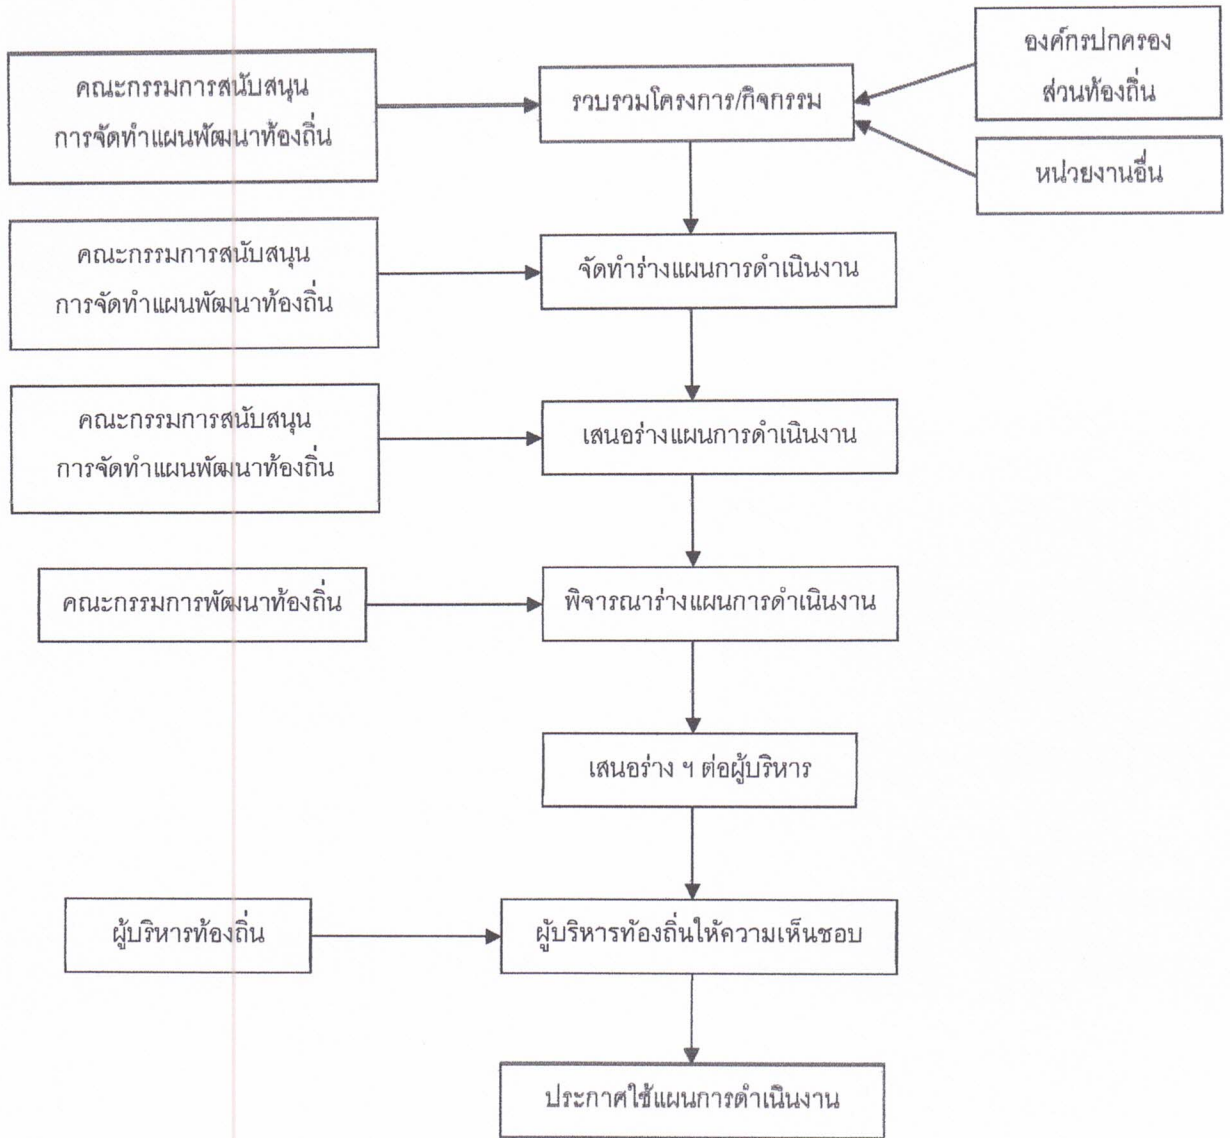 องค์กรปกครอง
ส่วนท้องถิ่น
คณะกรรมการสนับสนุน
การจัดทำแผนพัฒนาท้องถิ่น
รวบรวมโครงการ/กิจกรรม
หน่วยงานอื่น
คณะกรรมการสนับสนุน
การจัดทำแผนพัฒนาท้องถิ่น
จัดทำร่างแผนการดำเนินงาน
คณะกรรมการสนับสนุน
การจัดทำแผนพัฒนาท้องถิ่น
เสนอร่างแผนการดำเนินงาน
คณะกรรมการพัฒนาท้องถิ่น
พิจารณาร่างแผนการดำเนินงาน
เสนอร่าง ฯ ต่อผู้บริหาร
ผู้บริหารท้องถิ่น
ผู้บริหารท้องถิ่นให้ความเห็นชอบ
ประกาศใช้แผนการดำเนินงาน